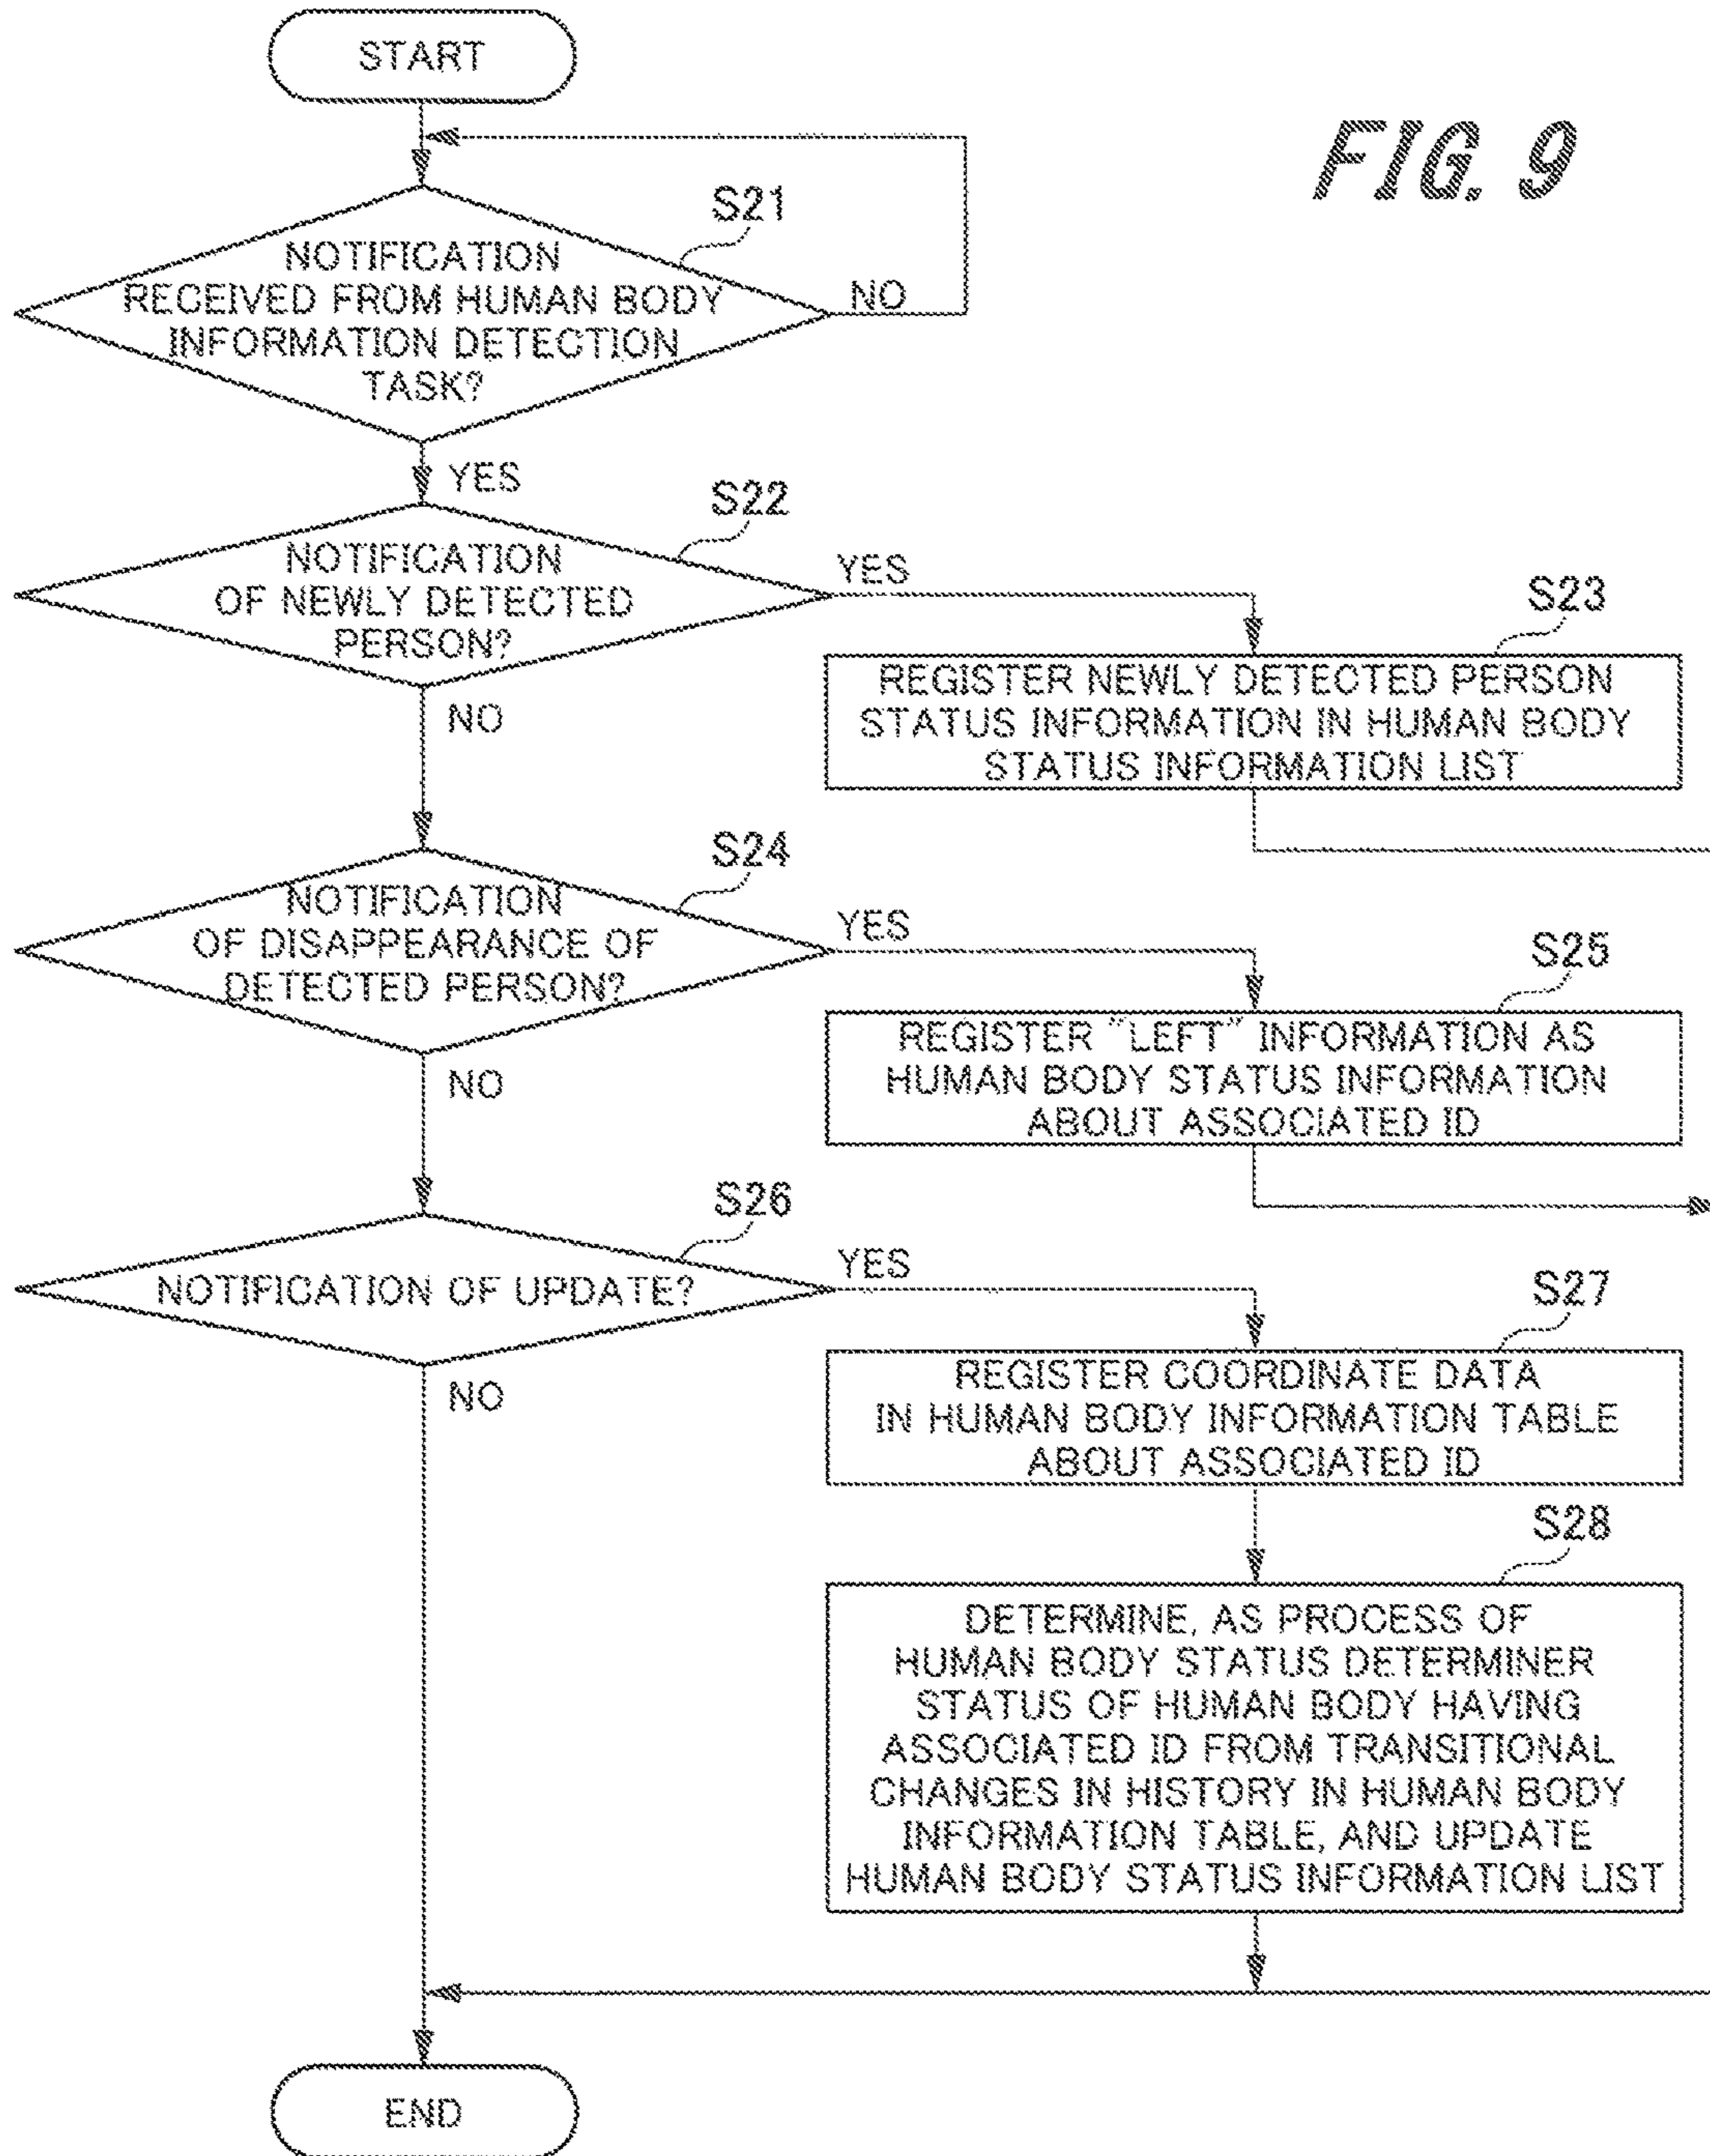 START
FIG. 9
S21
NOTIFICATION
RECEIVED FROM HUMAN BODY
INFORMATION DETECTION
TASK?
NO
YES
S22
NOTIFICATION
OF NEWLY DETECTED
PERSON?
YES
NO
S23
REGISTER NEWLY DETECTED PERSON
STATUS INFORMATION IN HUMAN BODY
STATUS INFORMATION LIST
S24
NOTIFICATION
OF DISAPPEARANCE OF
DETECTED PERSON?
YES
NO
S25
REGISTER "LEFT" INFORMATION AS
HUMAN BODY STATUS INFORMATION
ABOUT ASSOCIATED ID
S26
NOTIFICATION OF UPDATE?
YES
NO
S27
REGISTER COORDINATE DATA
IN HUMAN BODY INFORMATION TABLE
ABOUT ASSOCIATED ID
S28
DETERMINE, AS PROCESS OF
HUMAN BODY STATUS DETERMINER
STATUS OF HUMAN BODY HAVING
ASSOCIATED ID FROM TRANSITIONAL
CHANGES IN HISTORY IN HUMAN BODY
INFORMATION TABLE, AND UPDATE
HUMAN BODY STATUS INFORMATION LIST
END